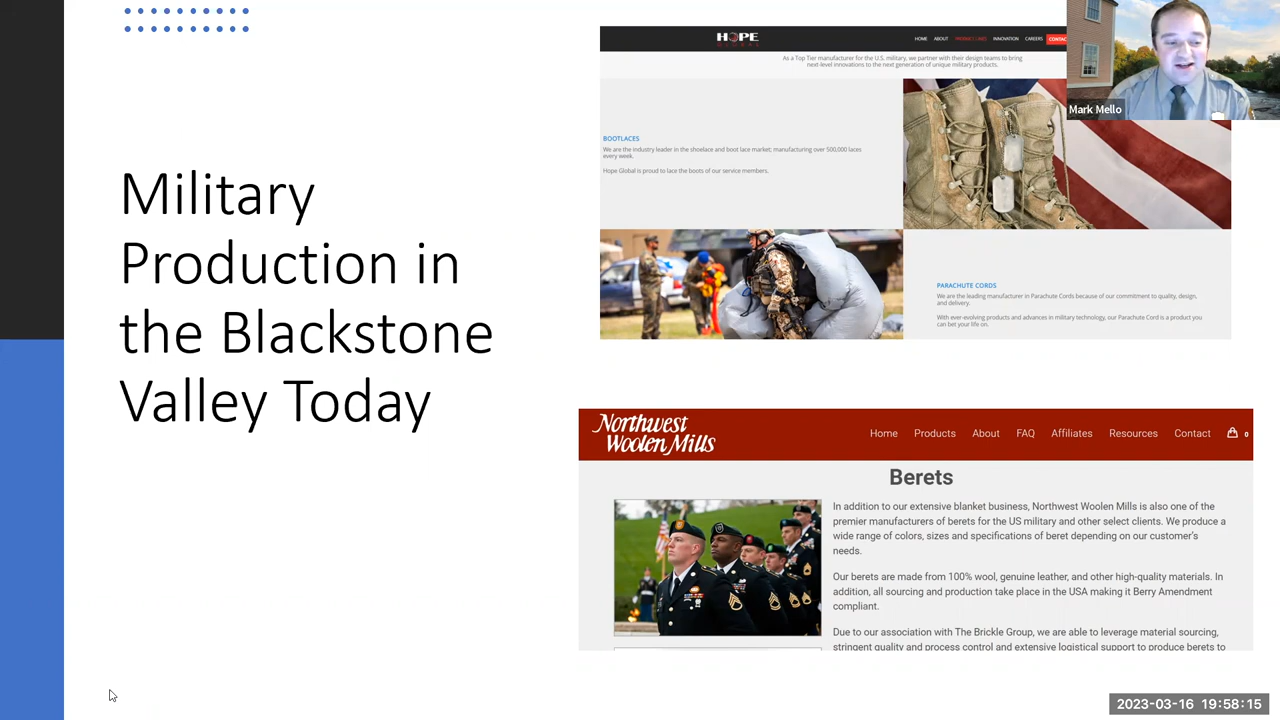 Military
Production in
the Blackstone
Valley Today
HOPE
GLOBAL
HOME ABOUT PRODUCT LINES INNOVATION CAREERS CONTAC
As a Top Tier manufacturer for the U.S. military, we partner with their design teams to bring
next-level innovations to the next generation of unique military products.
BOOTLACES
We are the industry leader in the shoelace and boot lace market; manufacturing over 500,000 laces
every week.
Hope Global is proud to lace the boots of our service members.
PARACHUTE CORDS
We are the leading manufacturer in Parachute Cords because of our commitment to quality, design,
and delivery.
With ever-evolving products and advances in military technology, our Parachute Cord is a product you
can bet your life on.
Mark Mello
Northwest
Woolen Mills
Home Products About FAQ Affiliates Resources Contact 0
Berets
In addition to our extensive blanket business, Northwest Woolen Mills is also one of the
premier manufacturers of berets for the US military and other select clients. We produce a
wide range of colors, sizes and specifications of beret depending on our customer's
needs.
Our berets are made from 100% wool, genuine leather, and other high-quality materials. In
addition, all sourcing and production take place in the USA making it Berry Amendment
compliant.
Due to our association with The Brickle Group, we are able to leverage material sourcing,
stringent quality and process control and extensive logistical support to produce berets to
2023-03-16 19:58:15